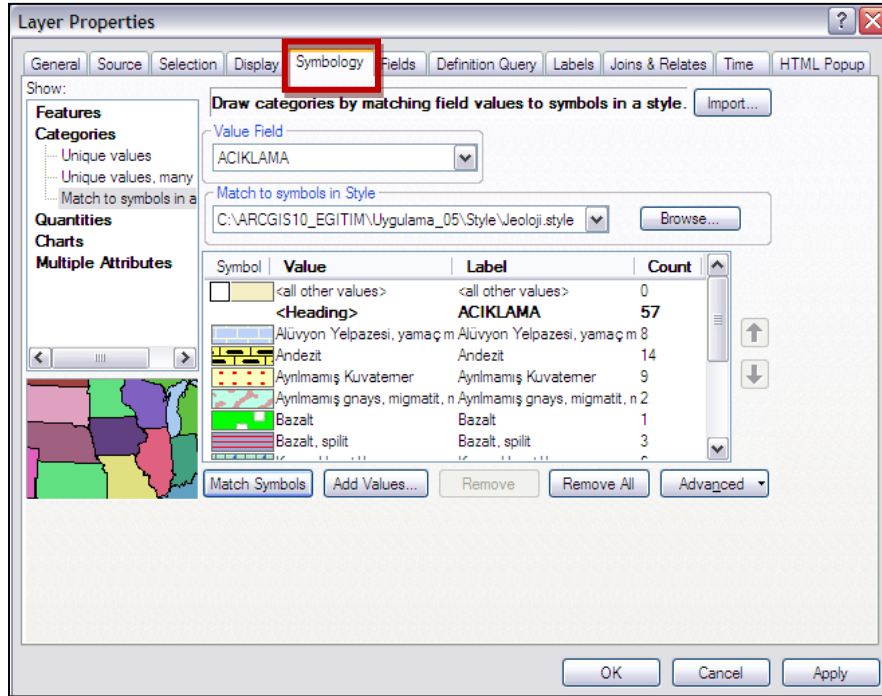 Layer Properties
General Source Selection Display Symbology Fields Definition Query Labels Joins & Relates Time HTML Popup
Show:
Features
Categories
Unique values
Unique values, many
Match to symbols in a
Quantities
Charts
Multiple Attributes
Draw categories by matching field values to symbols in a style. Import...
Value Field
ACIKLAMA
Match to symbols in Style
C:\ARCGIS10_EGITIM\Uygulama_05\Style\Jeoloji.style Browse...
Symbol Value Label Count
<all other values> <all other values> 0
<Heading> ACIKLAMA 57
Alüvyon Yelpazesi, yamaç m Alüvyon Yelpazesi, yamaç m 8
Andezit Andezit 14
Ayrılmamış Kuvaterner Ayrılmamış Kuvaterner 9
Ayrılmamış gnays, migmatit, n Ayrılmamış gnays, migmatit, n 2
Bazalt Bazalt 1
Bazalt, spilit Bazalt, spilit 3
Match Symbols Add Values... Remove Remove All Advanced
OK Cancel Apply